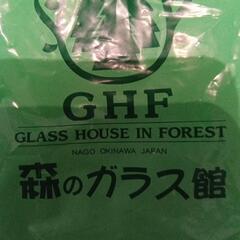 GHF
GLASS HOUSE IN FOREST
NAGO OKINAWA JAPAN
森のガラス館